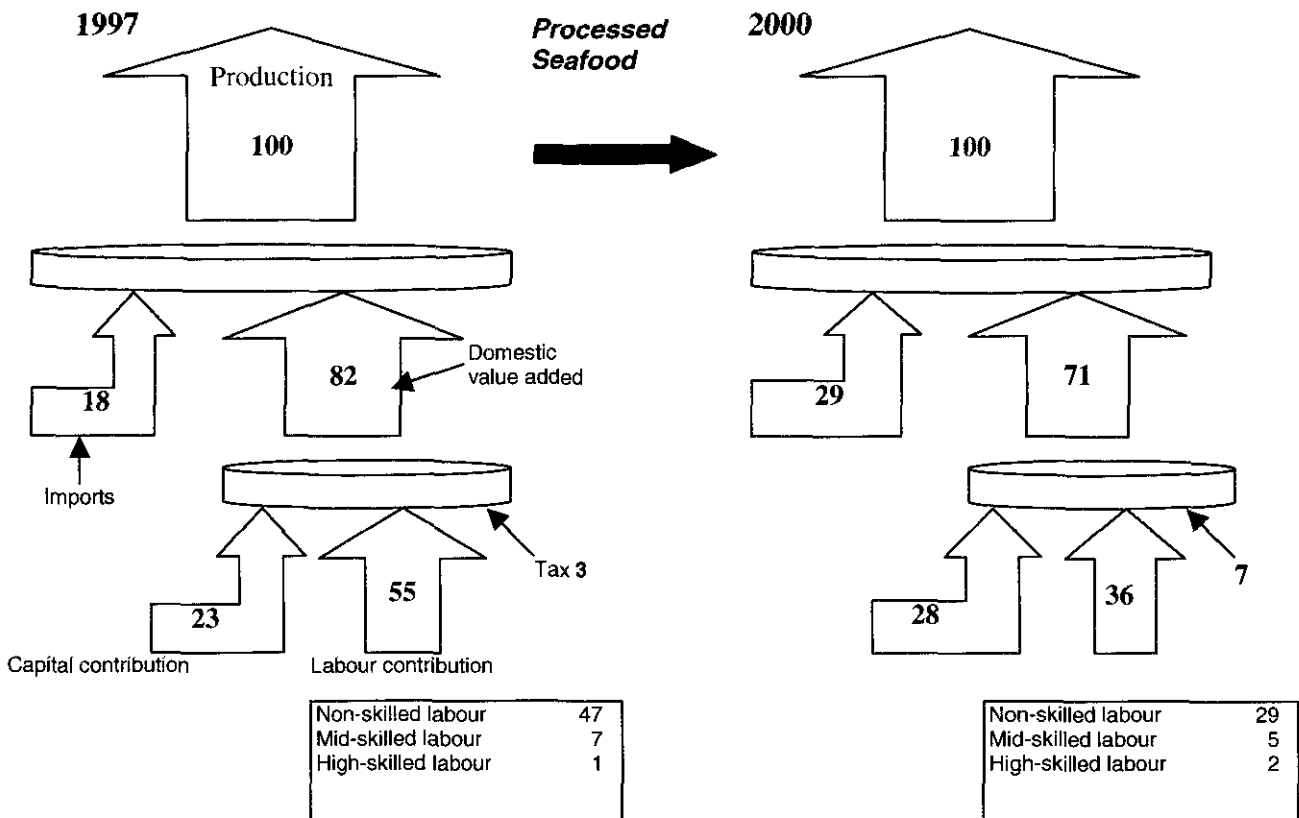 1997
Processed
Seafood
2000
Production
100
100
18
82
Domestic
value added
Imports
29
71
23
55
Tax 3
Capital contribution
Labour contribution
28
36
7
Non-skilled labour 47
Mid-skilled labour 7
High-skilled labour 1
Non-skilled labour 29
Mid-skilled labour 5
High-skilled labour 2